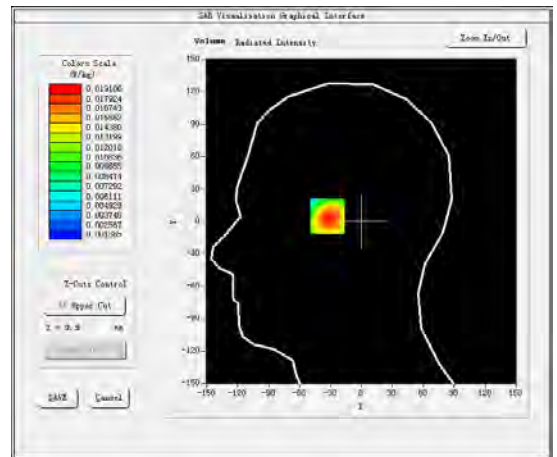 SAR Visualisation Graphical Interface
Volume Radiated Intensity
Zoom In/Out
Colors Scale
(W/kg)
0.019106
0.017924
0.016743
0.015562
0.014380
0.013199
0.012018
0.010836
0.009655
0.008474
0.007292
0.006111
0.004929
0.003748
0.002567
0.001385
150
120
90
60
30
0
-30
-60
-90
-120
-150
Y
-150 -120 -90 -60 -30 0 30 60 90 120 150
X
Z-Cuts Control
Upper Cut
SAVE
Cancel